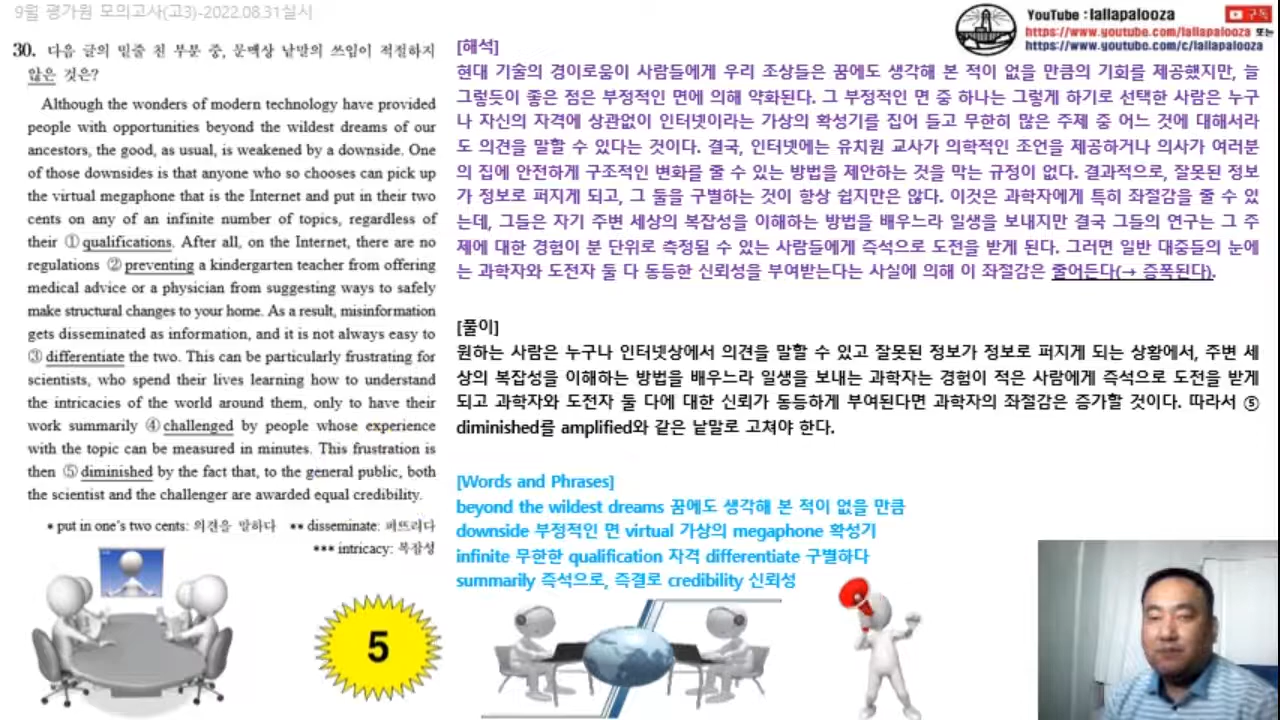 9월 평가원 모의고사(고3)-2022.08.31실시
YouTube : lallapalooza
구독
https://www.youtube.com/lallapalooza 또는
https://www.youtube.com/c/lallapalooza
30. 다음 글의 밑줄 친 부분 중, 문맥상 낱말의 쓰임이 적절하지
않은 것은?
Although the wonders of modern technology have provided
people with opportunities beyond the wildest dreams of our
ancestors, the good, as usual, is weakened by a downside. One
of those downsides is that anyone who so chooses can pick up
the virtual megaphone that is the Internet and put in their two
cents on any of an infinite number of topics, regardless of
their ① qualifications. After all, on the Internet, there are no
regulations ② preventing a kindergarten teacher from offering
medical advice or a physician from suggesting ways to safely
make structural changes to your home. As a result, misinformation
gets disseminated as information, and it is not always easy to
③ differentiate the two. This can be particularly frustrating for
scientists, who spend their lives learning how to understand
the intricacies of the world around them, only to have their
work summarily ④ challenged by people whose experience
with the topic can be measured in minutes. This frustration is
then ⑤ diminished by the fact that, to the general public, both
the scientist and the challenger are awarded equal credibility.
* put in one's two cents: 의견을 말하다 ** disseminate: 퍼뜨리다
*** intricacy: 복잡성
5
[해석]
현대 기술의 경이로움이 사람들에게 우리 조상들은 꿈에도 생각해 본 적이 없을 만큼의 기회를 제공했지만, 늘
그렇듯이 좋은 점은 부정적인 면에 의해 약화된다. 그 부정적인 면 중 하나는 그렇게 하기로 선택한 사람은 누구
나 자신의 자격에 상관없이 인터넷이라는 가상의 확성기를 집어 들고 무한히 많은 주제 중 어느 것에 대해서라
도 의견을 말할 수 있다는 것이다. 결국, 인터넷에는 유치원 교사가 의학적인 조언을 제공하거나 의사가 여러분
의 집에 안전하게 구조적인 변화를 줄 수 있는 방법을 제안하는 것을 막는 규정이 없다. 결과적으로, 잘못된 정보
가 정보로 퍼지게 되고, 그 둘을 구별하는 것이 항상 쉽지만은 않다. 이것은 과학자에게 특히 좌절감을 줄 수 있
는데, 그들은 자기 주변 세상의 복잡성을 이해하는 방법을 배우느라 일생을 보내지만 결국 그들의 연구는 그 주
제에 대한 경험이 분 단위로 측정될 수 있는 사람들에게 즉석으로 도전을 받게 된다. 그러면 일반 대중들의 눈에
는 과학자와 도전자 둘 다 동등한 신뢰성을 부여받는다는 사실에 의해 이 좌절감은 줄어든다(→ 증폭된다).
[풀이]
원하는 사람은 누구나 인터넷상에서 의견을 말할 수 있고 잘못된 정보가 정보로 퍼지게 되는 상황에서, 주변 세
상의 복잡성을 이해하는 방법을 배우느라 일생을 보내는 과학자는 경험이 적은 사람에게 즉석으로 도전을 받게
되고 과학자와 도전자 둘 다에 대한 신뢰가 동등하게 부여된다면 과학자의 좌절감은 증가할 것이다. 따라서 ⑤
diminished를 amplified와 같은 낱말로 고쳐야 한다.
[Words and Phrases]
beyond the wildest dreams 꿈에도 생각해 본 적이 없을 만큼
downside 부정적인 면 virtual 가상의 megaphone 확성기
infinite 무한한 qualification 자격 differentiate 구별하다
summarily 즉석으로, 즉결로 credibility 신뢰성